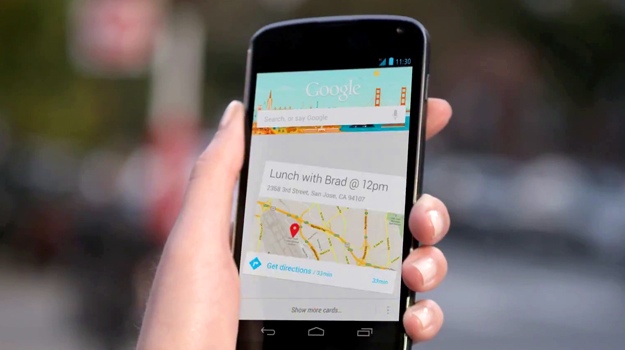 11:30
Google
Search, or say Google
Lunch with Brad @ 12pm
2368 3rd Street, San Jose, CA 94107
Get directions / 32min
Show more cards...